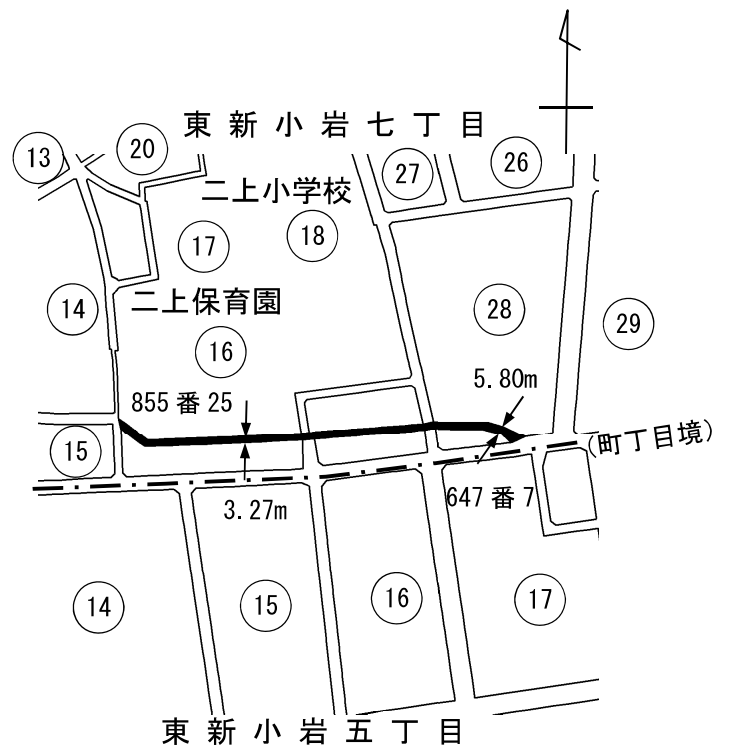 東新小岩七丁目
13
20
27
26
二上小学校
17
18
14
二上保育園
28
29
16
5.80m
855番25
15
(町丁目境)
3.27m
647番7
14
15
16
17
東新小岩五丁目